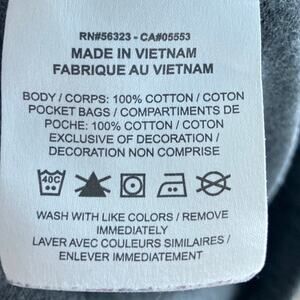 RN#56323 - CA#05553
MADE IN VIETNAM
FABRIQUE AU VIETNAM
BODY / CORPS: 100% COTTON / COTON
POCKET BAGS / COMPARTIMENTS DE
POCHE: 100% COTTON / COTON
EXCLUSIVE OF DECORATION /
DECORATION NON COMPRISE
40C
WASH WITH LIKE COLORS / REMOVE
IMMEDIATELY
LAVER AVEC COULEURS SIMILAIRES /
ENLEVER IMMEDIATEMENT